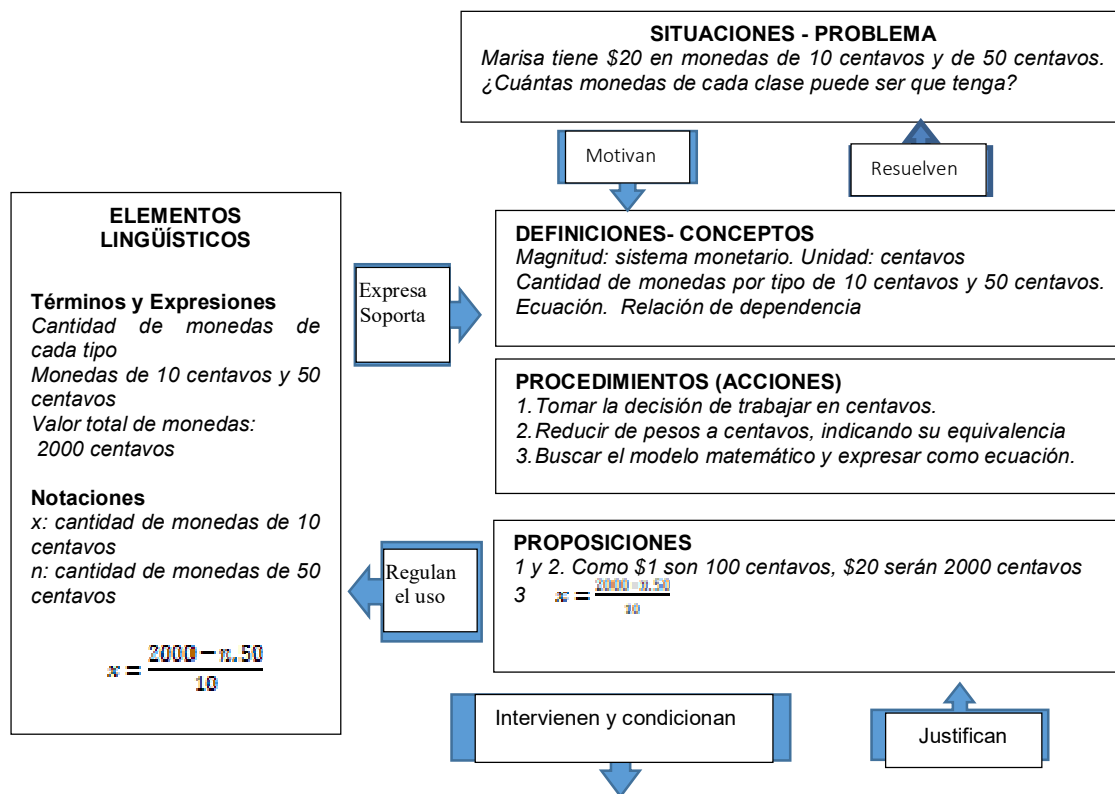 SITUACIONES - PROBLEMA
Marisa tiene $20 en monedas de 10 centavos y de 50 centavos.
¿Cuántas monedas de cada clase puede ser que tenga?
Motivan
Resuelven
ELEMENTOS
LINGÜÍSTICOS
Términos y Expresiones
Cantidad de monedas de
cada tipo
Monedas de 10 centavos y 50
centavos
Valor total de monedas:
2000 centavos
Notaciones
x: cantidad de monedas de 10
centavos
n: cantidad de monedas de 50
centavos
x = \frac{2000 - n.50}{10}
Expresa
Soporta
DEFINICIONES- CONCEPTOS
Magnitud: sistema monetario. Unidad: centavos
Cantidad de monedas por tipo de 10 centavos y 50 centavos.
Ecuación. Relación de dependencia
PROCEDIMIENTOS (ACCIONES)
1. Tomar la decisión de trabajar en centavos.
2. Reducir de pesos a centavos, indicando su equivalencia
3. Buscar el modelo matemático y expresar como ecuación.
Regulan
el uso
PROPOSICIONES
1 y 2. Como $1 son 100 centavos, $20 serán 2000 centavos
3 x = \frac{2000 - n.50}{10}
Intervienen y condicionan
Justifican